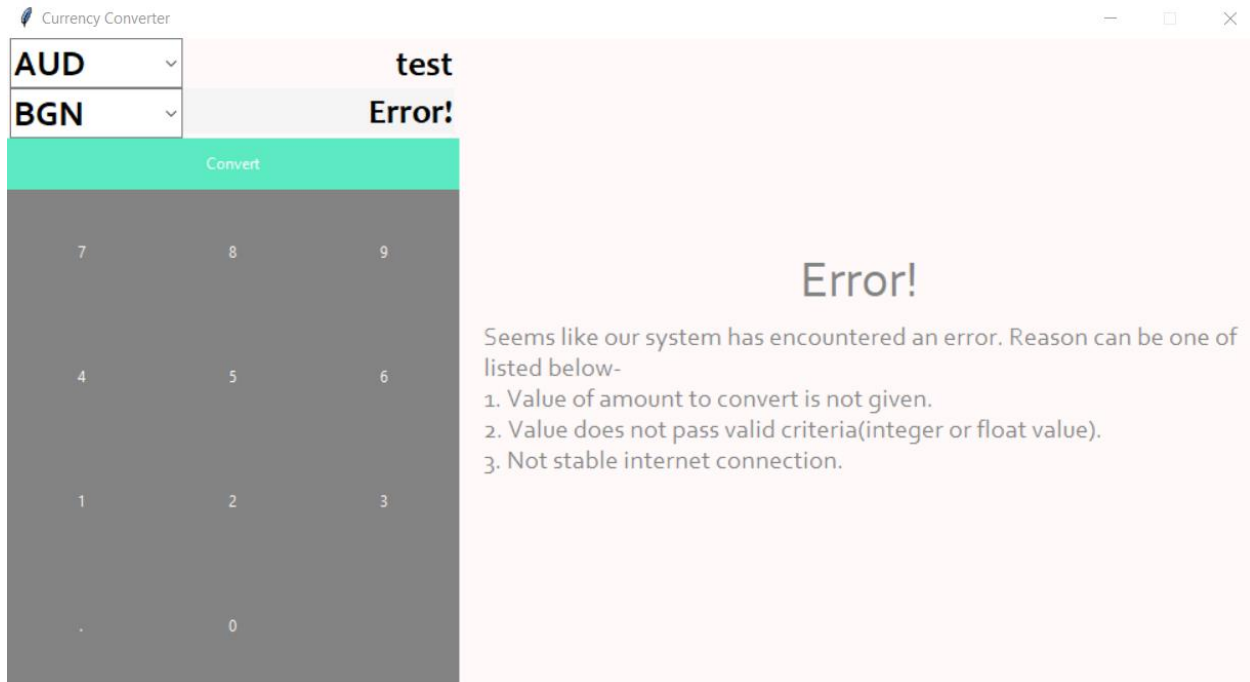 Currency Converter
AUD
test
BGN
Error!
Convert
7 8 9
4 5 6
1 2 3
. 0
Error!
Seems like our system has encountered an error. Reason can be one of
listed below-
1. Value of amount to convert is not given.
2. Value does not pass valid criteria(integer or float value).
3. Not stable internet connection.